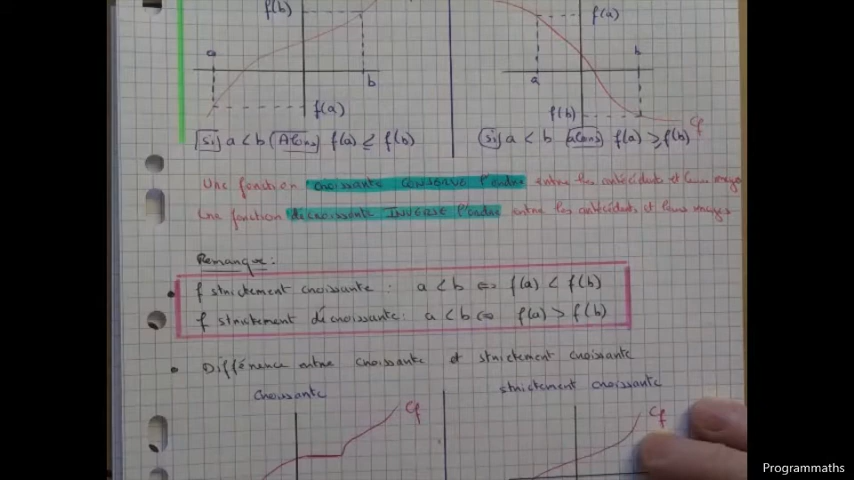 f(b)
f(a)
a
b
b
a
f(a)
f(b)
Cf
Si a < b Alors f(a) ≤ f(b)
Si a < b alors f(a) ≥ f(b)
Une fonction croissante CONSERVE l'ordre entre les antécédents et leurs images
Une fonction décroissante INVERSE l'ordre entre les antécédents et leurs images
Remarque:
• f strictement croissante : a < b ⇔ f(a) < f(b)
f strictement décroissante: a < b ⇔ f(a) > f(b)
• Différence entre croissante et strictement croissante
Croissante
strictement croissante
Cf
Cf
Programmaths